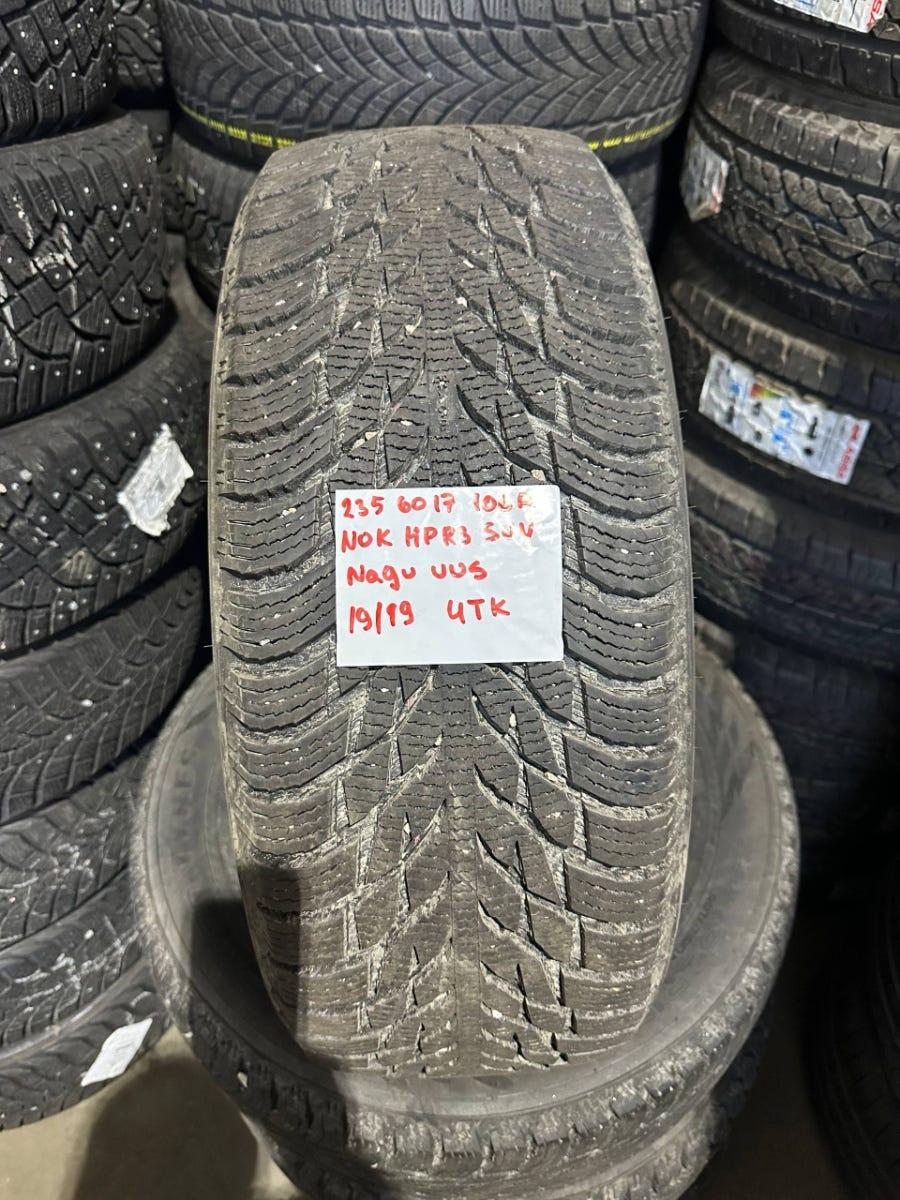 235 60 17 106R
NOK HPR3 SUV
Nagu uus
19/19 4TK